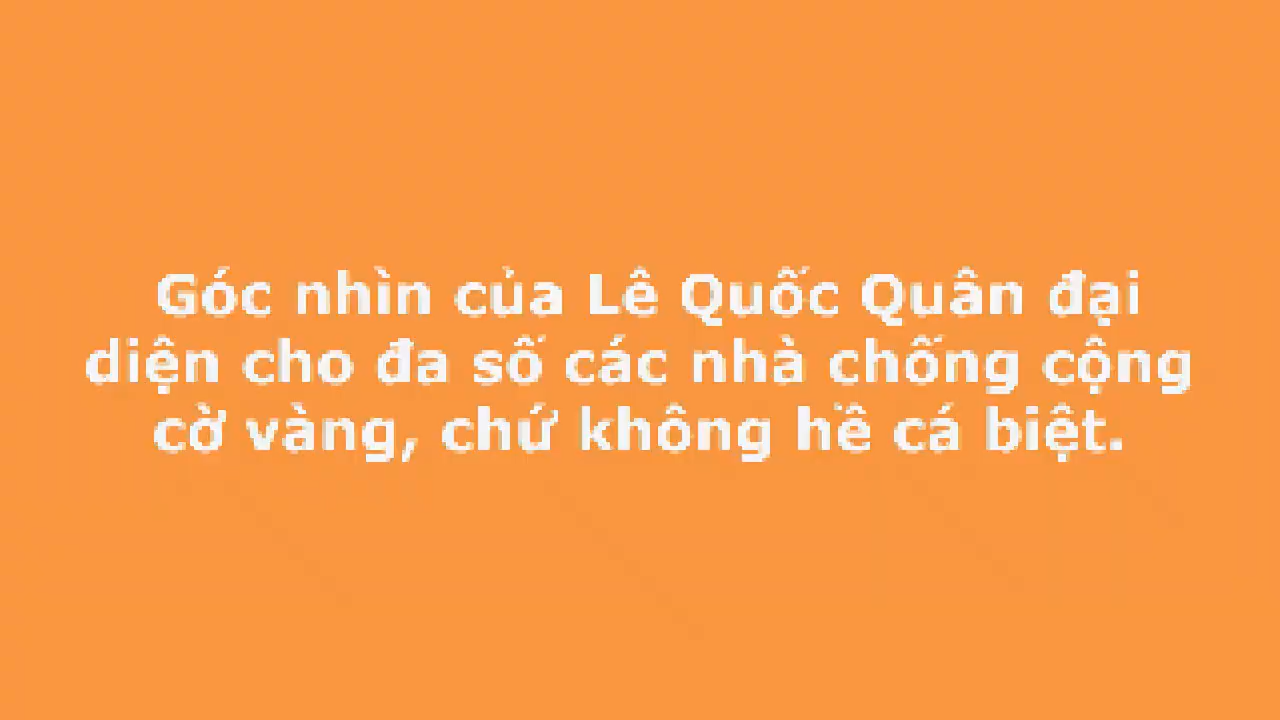 Góc nhìn của Lê Quốc Quân đại
diện cho đa số các nhà chống cộng
cờ vàng, chứ không hề cá biệt.